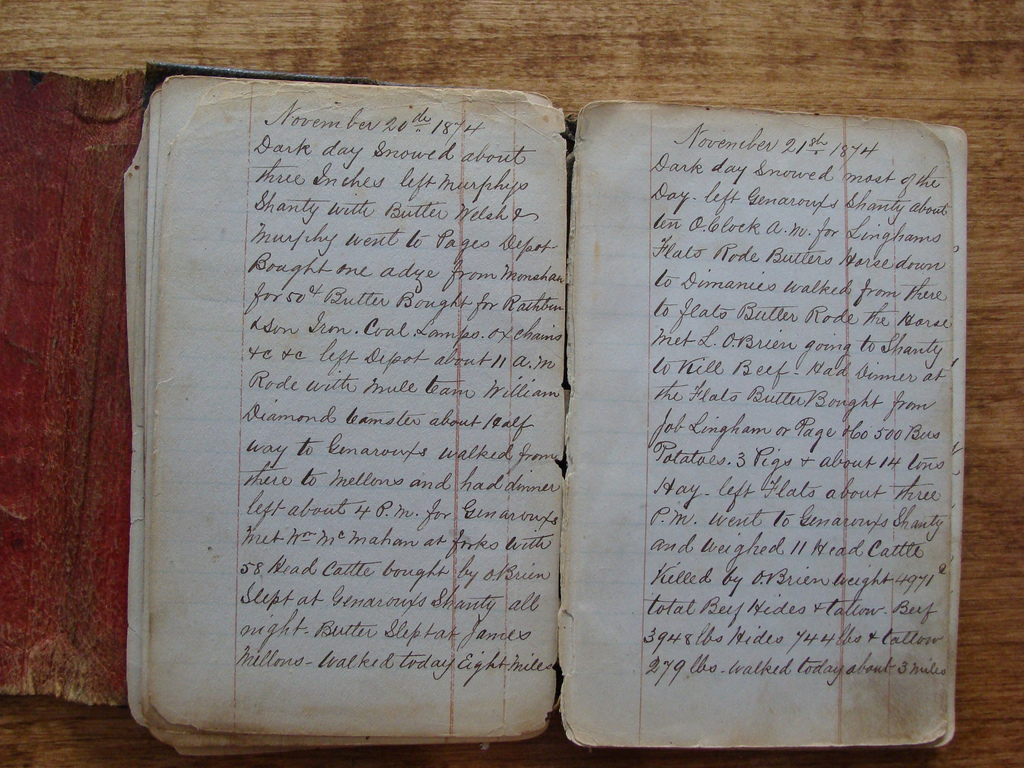 November 20th 1874
Dark day Snowed about
three Inches left Murphys
Shanty with Butter Welsh &
Murphy went to Pages Depot
Bought one adze from
for 50¢ Butter Bought for Rathbun
& Son Iron. Coal. Lamps. Ox chains
&c &c left Depot about 11 A.M
Rode with Mule team William
Diamond teamster about Half
way to Genarouxs walked from
there to Mellons and had dinner
left about 4 P.M. for Genarouxs
Met Wm McMahan at forks with
58 Head Cattle bought by O.Brien
Slept at Genarouxs Shanty all
night- Butter Slept at James
Mellons- walked today Eight Miles
November 21st 1874
Dark day Snowed most of the
Day- left Genarouxs Shanty about
O.Clock A.M. for Linghams
Flats Rode Butters Horse down
to Dimanies walked from there
to flats Butter Rode the Horse
Met L. O.Brien going to Shanty
to Kill Beef- Had Dinner at
the Flats Butter Bought from
Job Lingham or Page 500 Bus
Potatoes. 3 Pigs & about 14 tons
Hay- left Flats about three
P.M. went to Genarouxs Shanty
and weighed 11 Head Cattle
Killed by O.Brien weight 4971
total Beef Hides & tallow- Beef
3948 lbs Hides 744 lbs & tallow
279 lbs- walked today about 3 miles